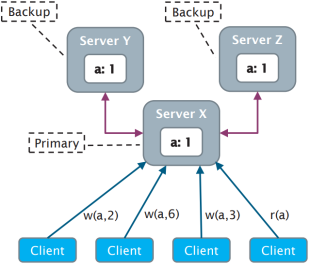 Backup
Backup
Server Y
a: 1
Server Z
a: 1
Server X
a: 1
Primary
w(a,2)
w(a,6)
w(a,3)
r(a)
Client
Client
Client
Client